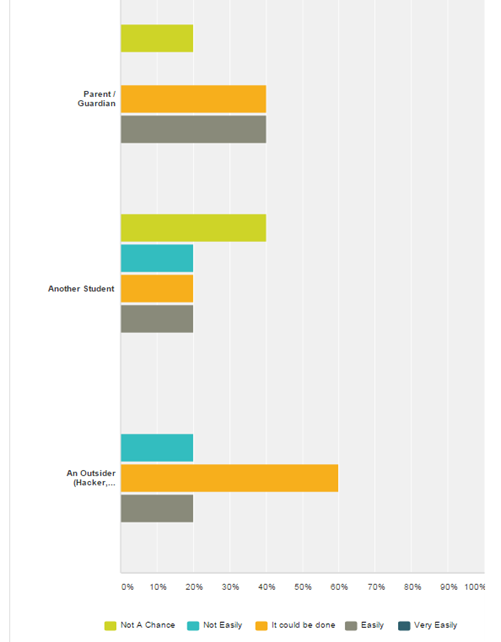 Parent /
Guardian
Another Student
An Outsider
(Hacker,...
0% 10% 20% 30% 40% 50% 60% 70% 80% 90% 100%
Not A Chance Not Easily It could be done Easily Very Easily